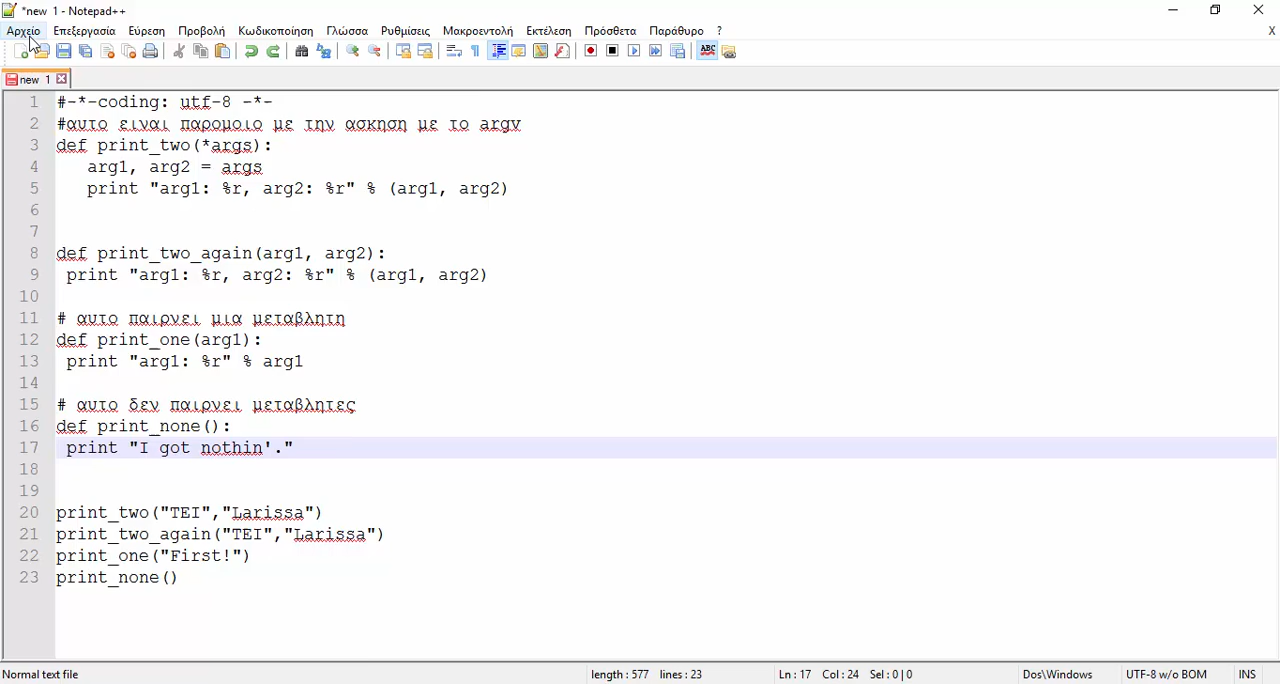 *new  1 - Notepad++
Αρχείο Επεξεργασία Εύρεση Προβολή Κωδικοποίηση Γλώσσα Ρυθμίσεις Μακροεντολή Εκτέλεση Πρόσθετα Παράθυρο ? X
new  1
1 #-*-coding: utf-8 -*-
2 #αυτο ειναι παρομοιο με την ασκηση με το argv
3 def print_two(*args):
4    arg1, arg2 = args
5    print "arg1: %r, arg2: %r" % (arg1, arg2)
6
7
8 def print_two_again(arg1, arg2):
9  print "arg1: %r, arg2: %r" % (arg1, arg2)
10
11 # αυτο παιρνει μια μεταβλητη
12 def print_one(arg1):
13  print "arg1: %r" % arg1
14
15 # αυτο δεν παιρνει μεταβλητες
16 def print_none():
17  print "I got nothin'."
18
19
20 print_two("TEI","Larissa")
21 print_two_again("TEI","Larissa")
22 print_one("First!")
23 print_none()
Normal text file length : 577 lines : 23 Ln : 17 Col : 24 Sel : 0 | 0 Dos\Windows UTF-8 w/o BOM INS